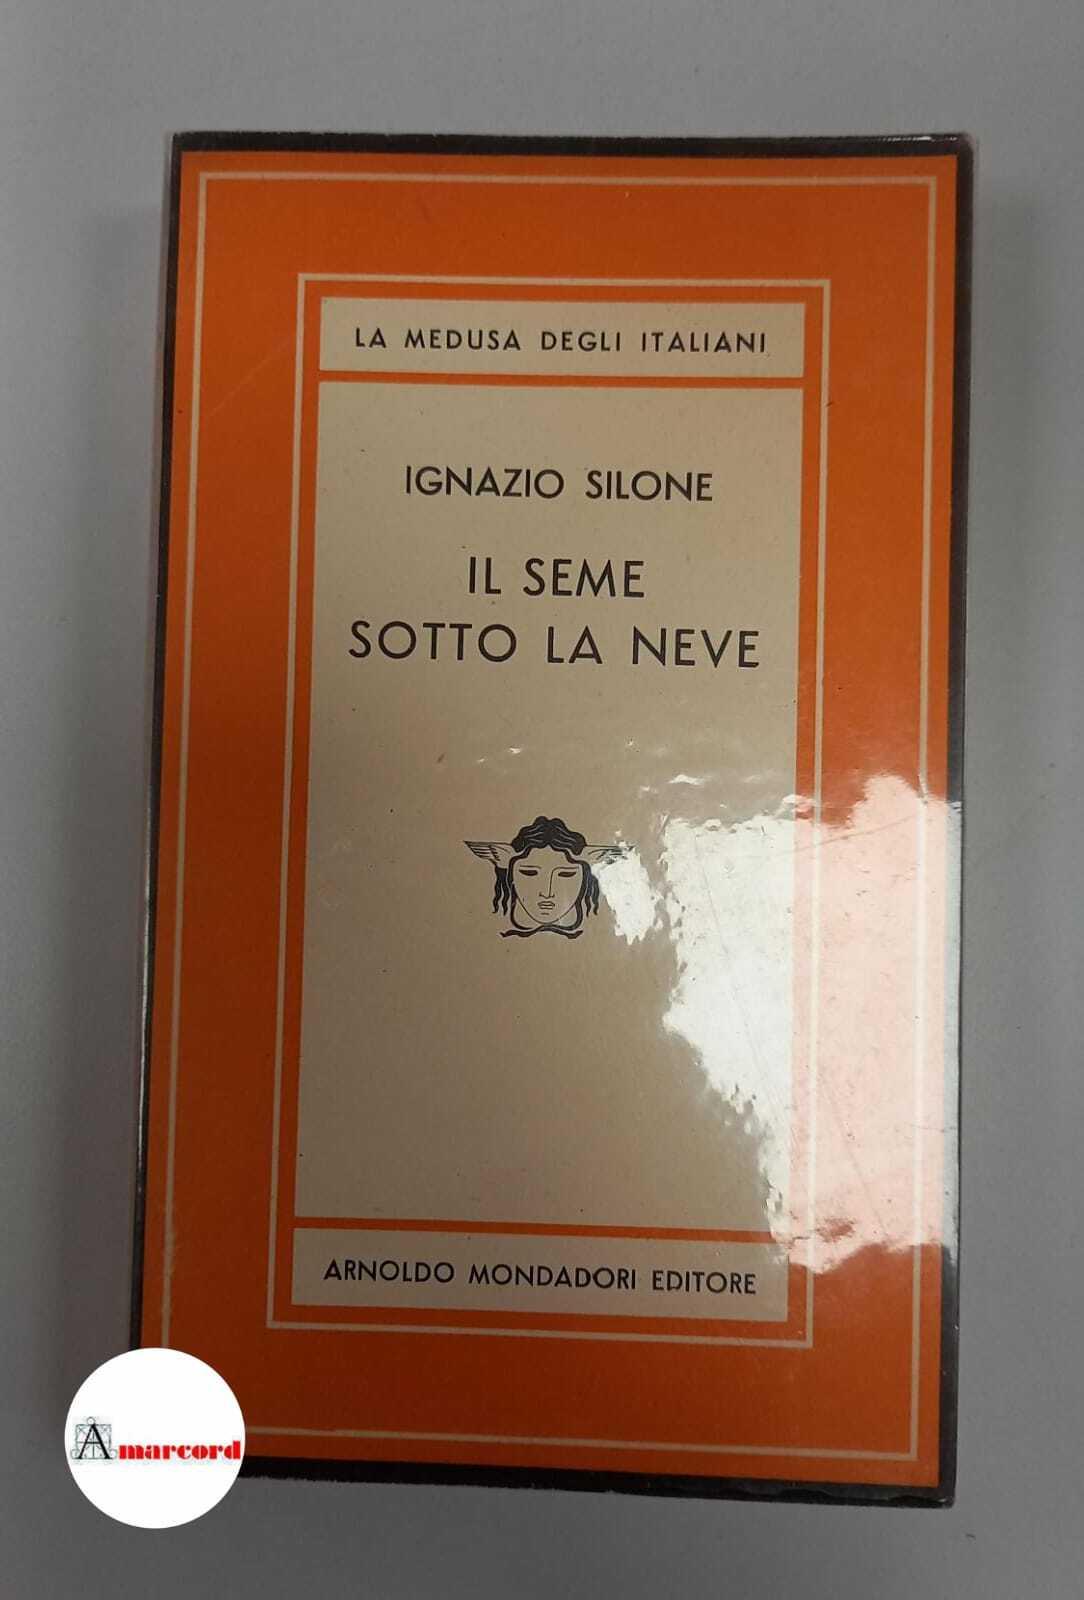 LA MEDUSA DEGLI ITALIANI
IGNAZIO SILONE
IL SEME
SOTTO LA NEVE
ARNOLDO MONDADORI EDITORE
Amarcord